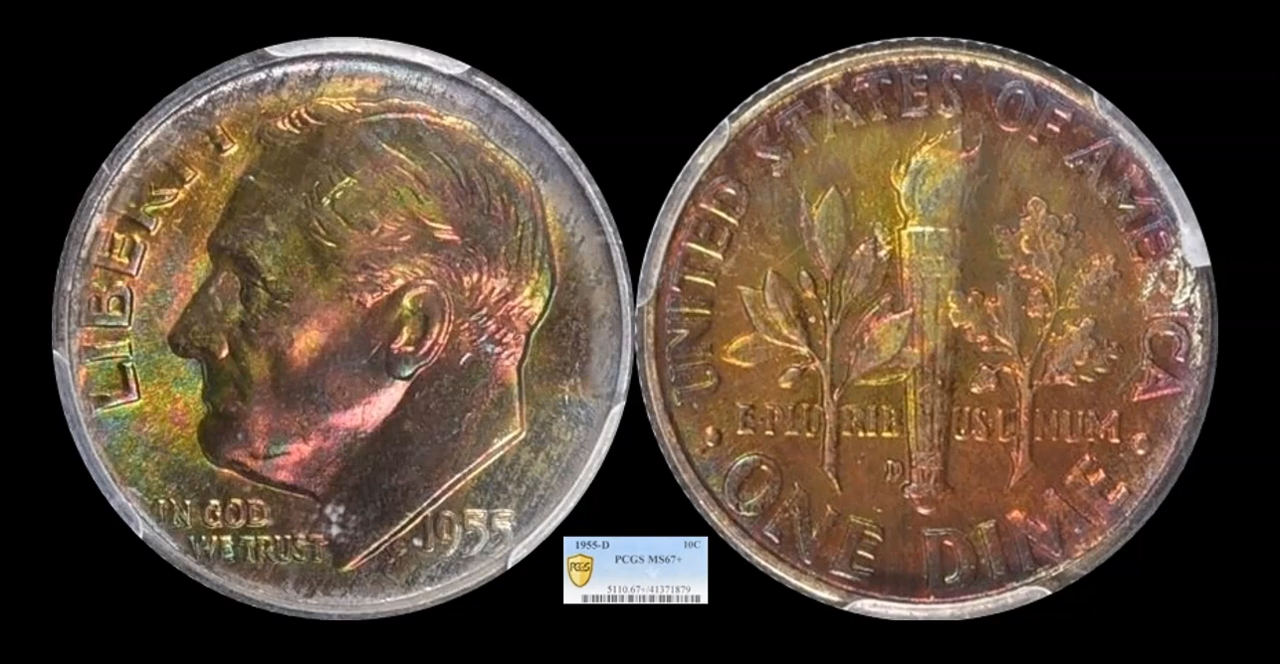 LIBERTY
IN GOD
WE TRUST
1955
UNITED STATES OF AMERICA
E PLURIBUS UNUM
D
ONE DIME
1955-D 10C
PCGS MS67+
PCGS
5110.67+/41371879